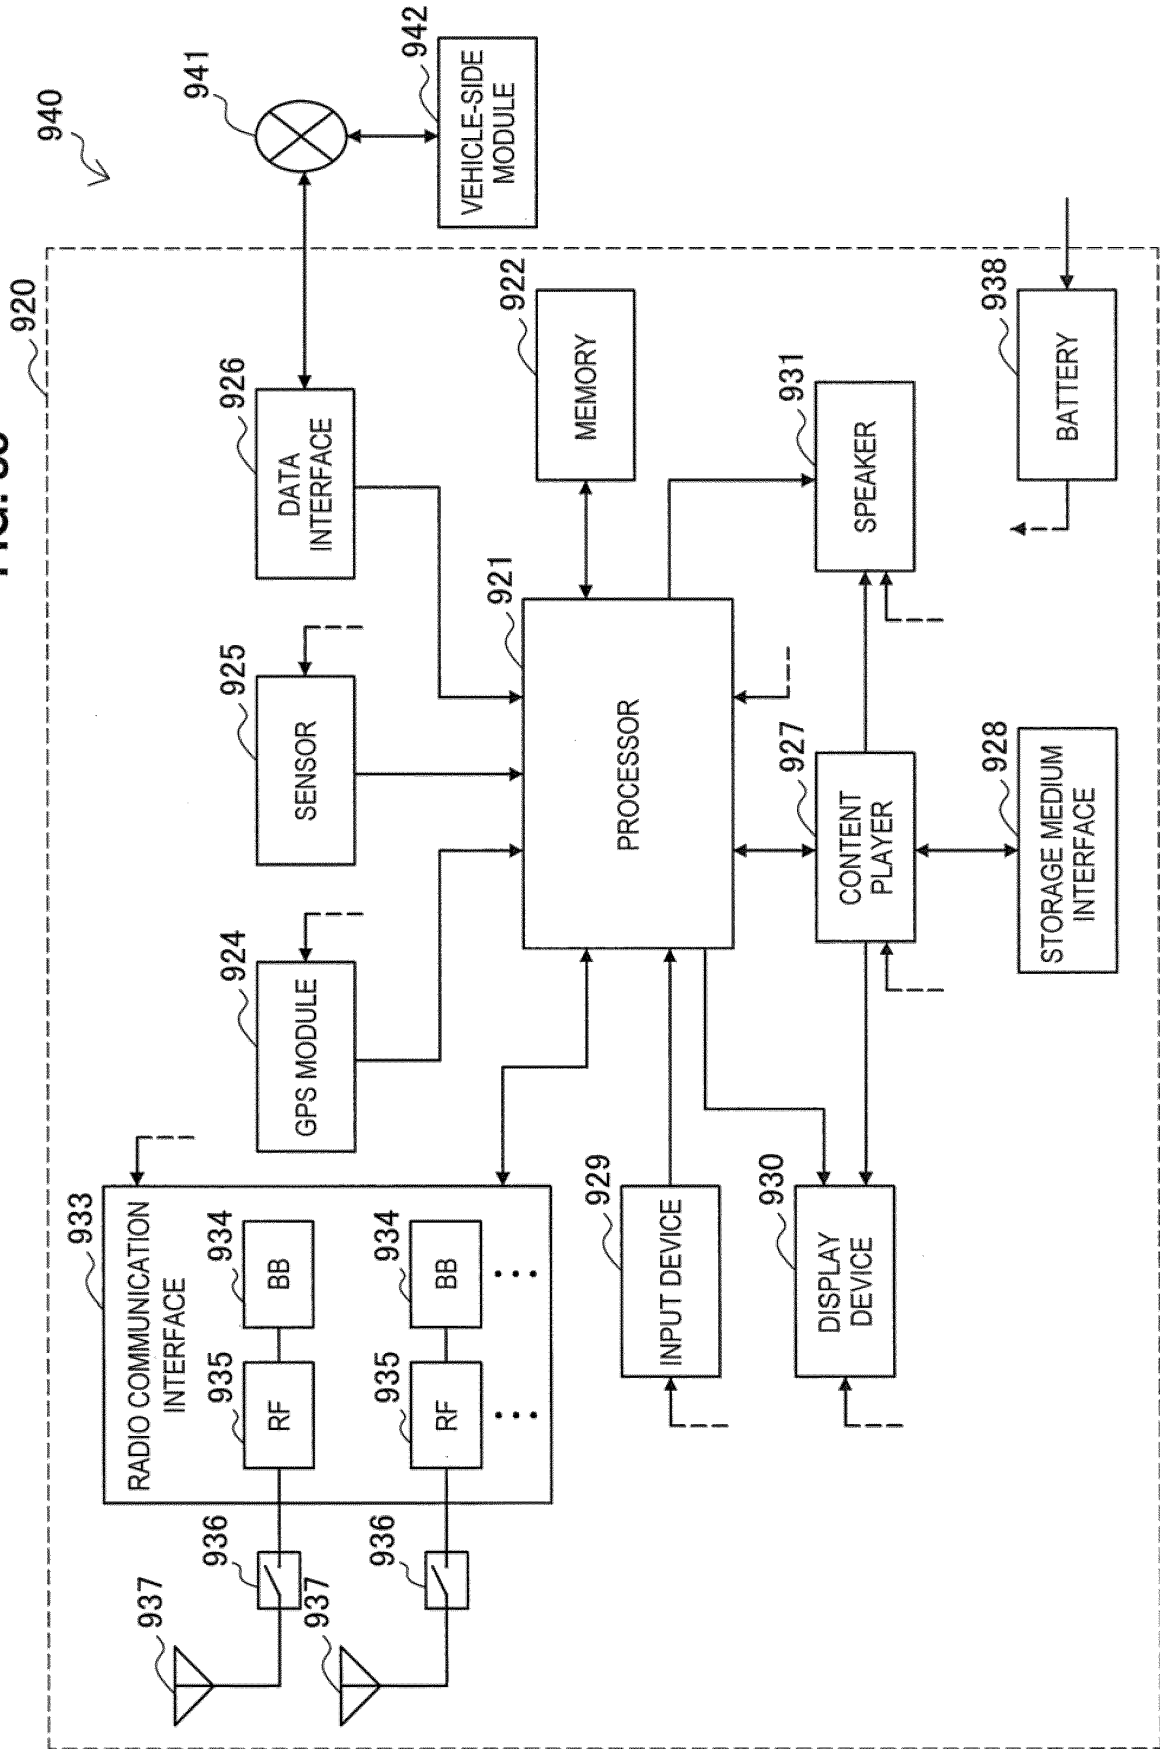 940
920
941
942
VEHICLE-SIDE
MODULE
933
RADIO COMMUNICATION
INTERFACE
937
936
935
RF
934
BB
937
936
935
RF
934
BB
924
GPS MODULE
925
SENSOR
926
DATA
INTERFACE
921
PROCESSOR
922
MEMORY
929
INPUT DEVICE
930
DISPLAY
DEVICE
927
CONTENT
PLAYER
931
SPEAKER
928
STORAGE MEDIUM
INTERFACE
938
BATTERY